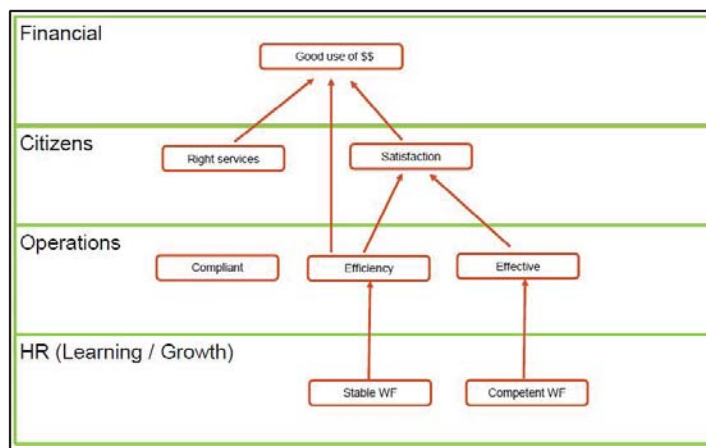 Financial
Good use of $$
Citizens
Right services
Satisfaction
Operations
Compliant
Efficiency
Effective
HR (Learning / Growth)
Stable WF
Competent WF